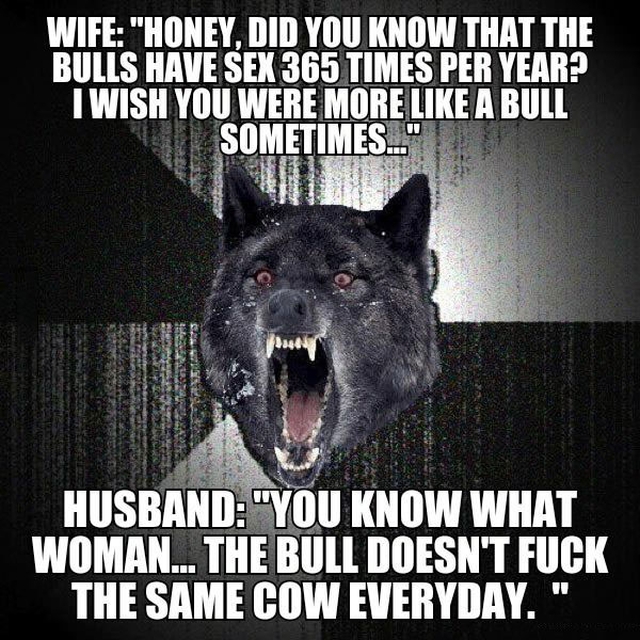 WIFE: "HONEY, DID YOU KNOW THAT THE
BULLS HAVE SEX 365 TIMES PER YEAR?
I WISH YOU WERE MORE LIKE A BULL
SOMETIMES..."
HUSBAND: "YOU KNOW WHAT
WOMAN... THE BULL DOESN'T FUCK
THE SAME COW EVERYDAY. "